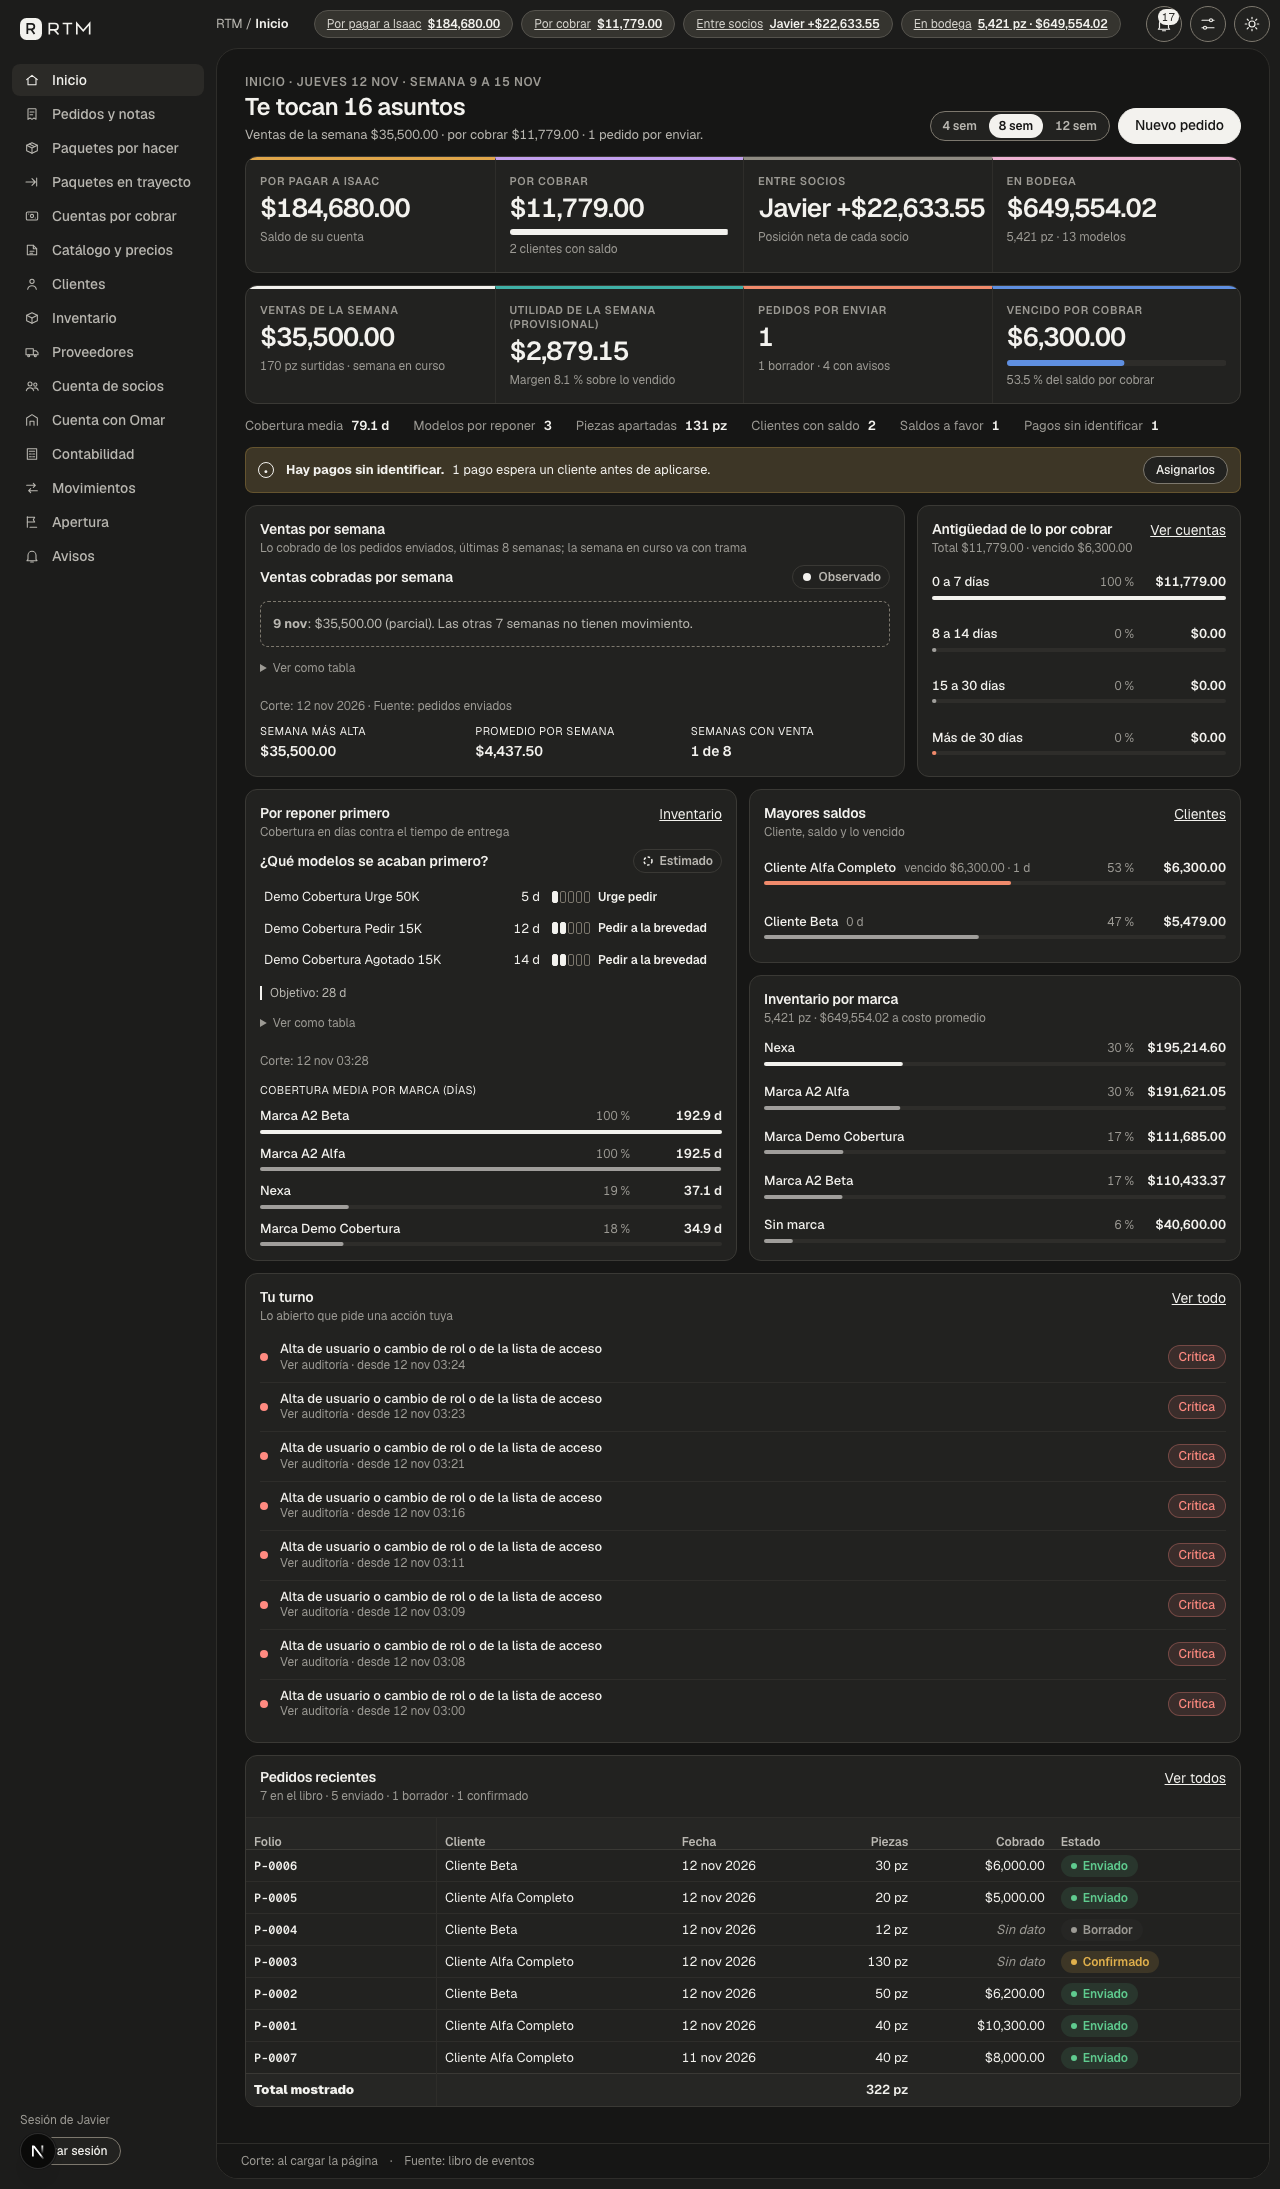 R RTM
Inicio
Pedidos y notas
Paquetes por hacer
Paquetes en trayecto
Cuentas por cobrar
Catálogo y precios
Clientes
Inventario
Proveedores
Cuenta de socios
Cuenta con Omar
Contabilidad
Movimientos
Apertura
Avisos
Sesión de Javier
N ar sesión
RTM / Inicio
Por pagar a Isaac $184,680.00
Por cobrar $11,779.00
Entre socios Javier +$22,633.55
En bodega 5,421 pz · $649,554.02
17
INICIO · JUEVES 12 NOV · SEMANA 9 A 15 NOV
Te tocan 16 asuntos
Ventas de la semana $35,500.00 · por cobrar $11,779.00 · 1 pedido por enviar.
4 sem 8 sem 12 sem
Nuevo pedido
POR PAGAR A ISAAC
$184,680.00
Saldo de su cuenta
POR COBRAR
$11,779.00
2 clientes con saldo
ENTRE SOCIOS
Javier +$22,633.55
Posición neta de cada socio
EN BODEGA
$649,554.02
5,421 pz · 13 modelos
VENTAS DE LA SEMANA
$35,500.00
170 pz surtidas · semana en curso
UTILIDAD DE LA SEMANA
(PROVISIONAL)
$2,879.15
Margen 8.1 % sobre lo vendido
PEDIDOS POR ENVIAR
1
1 borrador · 4 con avisos
VENCIDO POR COBRAR
$6,300.00
53.5 % del saldo por cobrar
Cobertura media 79.1 d Modelos por reponer 3 Piezas apartadas 131 pz Clientes con saldo 2 Saldos a favor 1 Pagos sin identificar 1
Hay pagos sin identificar. 1 pago espera un cliente antes de aplicarse.
Asignarlos
Ventas por semana
Lo cobrado de los pedidos enviados, últimas 8 semanas; la semana en curso va con trama
Ventas cobradas por semana
Observado
9 nov: $35,500.00 (parcial). Las otras 7 semanas no tienen movimiento.
Ver como tabla
Corte: 12 nov 2026 · Fuente: pedidos enviados
SEMANA MÁS ALTA
$35,500.00
PROMEDIO POR SEMANA
$4,437.50
SEMANAS CON VENTA
1 de 8
Antigüedad de lo por cobrar
Ver cuentas
Total $11,779.00 · vencido $6,300.00
0 a 7 días 100 % $11,779.00
8 a 14 días 0 % $0.00
15 a 30 días 0 % $0.00
Más de 30 días 0 % $0.00
Por reponer primero
Inventario
Cobertura en días contra el tiempo de entrega
¿Qué modelos se acaban primero?
Estimado
Demo Cobertura Urge 50K 5 d Urge pedir
Demo Cobertura Pedir 15K 12 d Pedir a la brevedad
Demo Cobertura Agotado 15K 14 d Pedir a la brevedad
Objetivo: 28 d
Ver como tabla
Corte: 12 nov 03:28
COBERTURA MEDIA POR MARCA (DÍAS)
Marca A2 Beta 100 % 192.9 d
Marca A2 Alfa 100 % 192.5 d
Nexa 19 % 37.1 d
Marca Demo Cobertura 18 % 34.9 d
Mayores saldos
Clientes
Cliente, saldo y lo vencido
Cliente Alfa Completo vencido $6,300.00 · 1 d 53 % $6,300.00
Cliente Beta 0 d 47 % $5,479.00
Inventario por marca
5,421 pz · $649,554.02 a costo promedio
Nexa 30 % $195,214.60
Marca A2 Alfa 30 % $191,621.05
Marca Demo Cobertura 17 % $111,685.00
Marca A2 Beta 17 % $110,433.37
Sin marca 6 % $40,600.00
Tu turno
Ver todo
Lo abierto que pide una acción tuya
Alta de usuario o cambio de rol o de la lista de acceso
Ver auditoría · desde 12 nov 03:24
Crítica
Alta de usuario o cambio de rol o de la lista de acceso
Ver auditoría · desde 12 nov 03:23
Crítica
Alta de usuario o cambio de rol o de la lista de acceso
Ver auditoría · desde 12 nov 03:21
Crítica
Alta de usuario o cambio de rol o de la lista de acceso
Ver auditoría · desde 12 nov 03:16
Crítica
Alta de usuario o cambio de rol o de la lista de acceso
Ver auditoría · desde 12 nov 03:11
Crítica
Alta de usuario o cambio de rol o de la lista de acceso
Ver auditoría · desde 12 nov 03:09
Crítica
Alta de usuario o cambio de rol o de la lista de acceso
Ver auditoría · desde 12 nov 03:08
Crítica
Alta de usuario o cambio de rol o de la lista de acceso
Ver auditoría · desde 12 nov 03:00
Crítica
Pedidos recientes
Ver todos
7 en el libro · 5 enviado · 1 borrador · 1 confirmado
Folio Cliente Fecha Piezas Cobrado Estado
P-0006 Cliente Beta 12 nov 2026 30 pz $6,000.00 Enviado
P-0005 Cliente Alfa Completo 12 nov 2026 20 pz $5,000.00 Enviado
P-0004 Cliente Beta 12 nov 2026 12 pz Sin dato Borrador
P-0003 Cliente Alfa Completo 12 nov 2026 130 pz Sin dato Confirmado
P-0002 Cliente Beta 12 nov 2026 50 pz $6,200.00 Enviado
P-0001 Cliente Alfa Completo 12 nov 2026 40 pz $10,300.00 Enviado
P-0007 Cliente Alfa Completo 11 nov 2026 40 pz $8,000.00 Enviado
Total mostrado 322 pz
Corte: al cargar la página · Fuente: libro de eventos